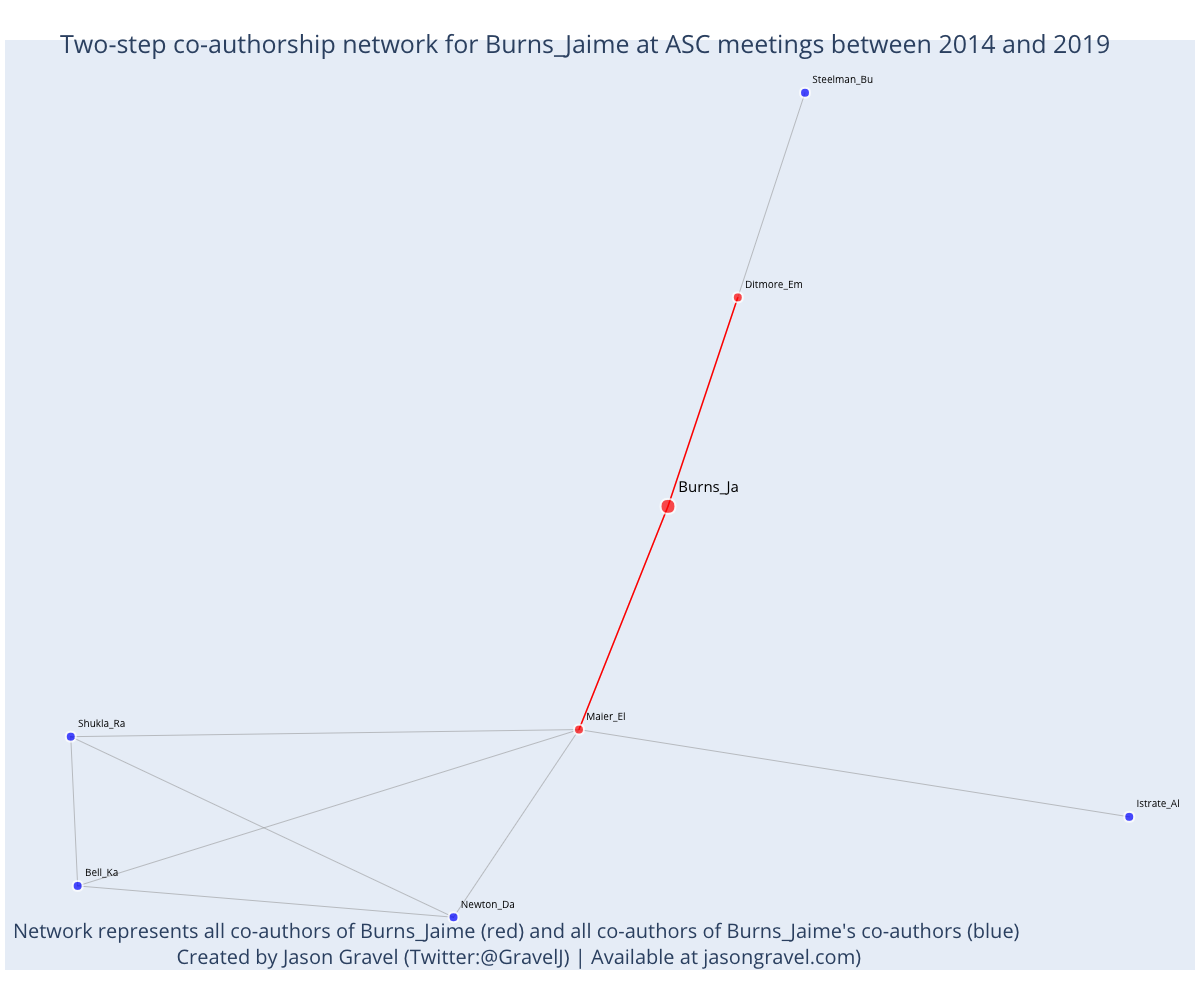 Two-step co-authorship network for Burns_Jaime at ASC meetings between 2014 and 2019
Steelman_Bu
Ditmore_Em
Burns_Ja
Maier_El
Shukla_Ra
Istrate_Al
Bell_Ka
Newton_Da
Network represents all co-authors of Burns_Jaime (red) and all co-authors of Burns_Jaime's co-authors (blue)
Created by Jason Gravel (Twitter:@GravelJ) | Available at jasongravel.com)